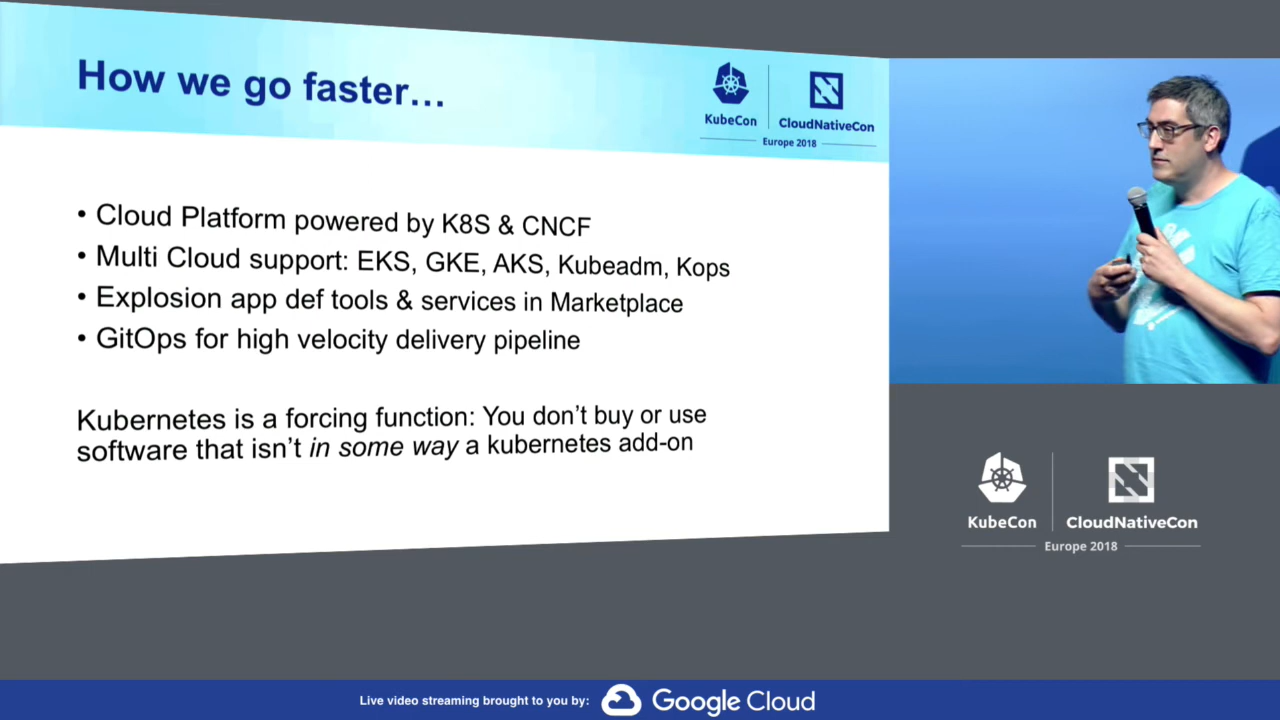 How we go faster...
KubeCon
CloudNativeCon
Europe 2018
• Cloud Platform powered by K8S & CNCF
• Multi Cloud support: EKS, GKE, AKS, Kubeadm, Kops
• Explosion app def tools & services in Marketplace
• GitOps for high velocity delivery pipeline
Kubernetes is a forcing function: You don't buy or use
software that isn't in some way a kubernetes add-on
KubeCon
CloudNativeCon
Europe 2018
Live video streaming brought to you by: Google Cloud